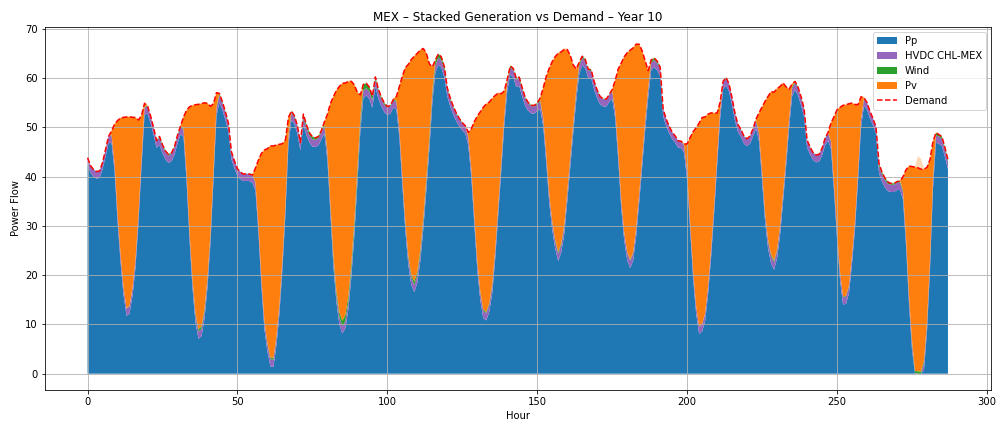 MEX – Stacked Generation vs Demand – Year 10
Power Flow
70
60
50
40
30
20
10
0
Pp
HVDC CHL-MEX
Wind
Pv
Demand
0 50 100 150 200 250 300
Hour